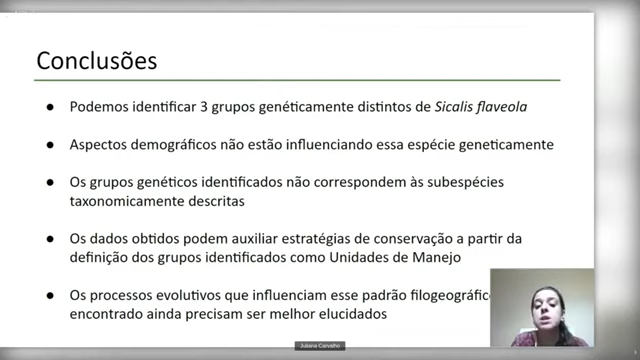 Conclusões
● Podemos identificar 3 grupos genéticamente distintos de Sicalis flaveola
● Aspectos demográficos não estão influenciando essa espécie geneticamente
● Os grupos genéticos identificados não correspondem às subespécies
taxonomicamente descritas
● Os dados obtidos podem auxiliar estratégias de conservação a partir da
definição dos grupos identificados como Unidades de Manejo
● Os processos evolutivos que influenciam esse padrão filogeográfic
encontrado ainda precisam ser melhor elucidados
Juliana Carvalho